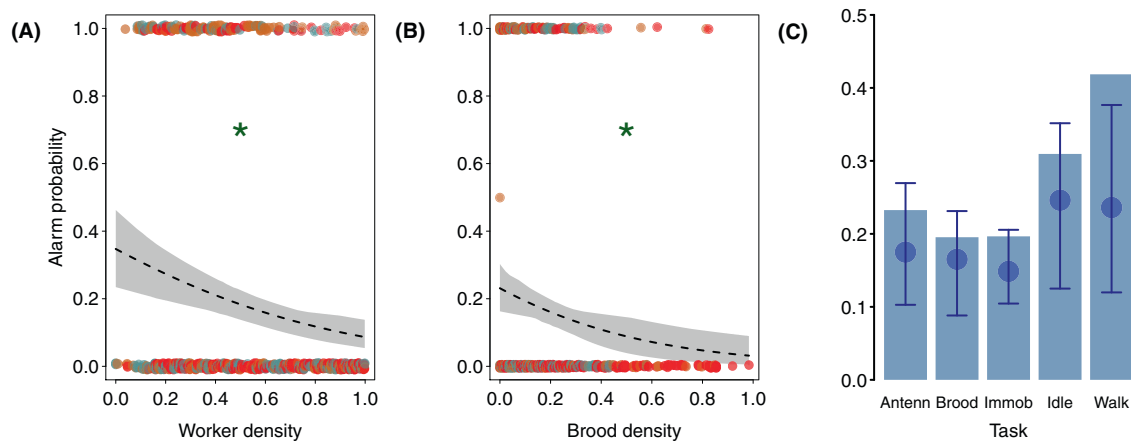 (A)
1.0
0.8
0.6
0.4
0.2
0.0
Alarm probability
*
0.0 0.2 0.4 0.6 0.8 1.0
Worker density
(B)
1.0
0.8
0.6
0.4
0.2
0.0
*
0.0 0.2 0.4 0.6 0.8 1.0
Brood density
(C)
0.5
0.4
0.3
0.2
0.1
0.0
Antenn Brood Immob Idle Walk
Task